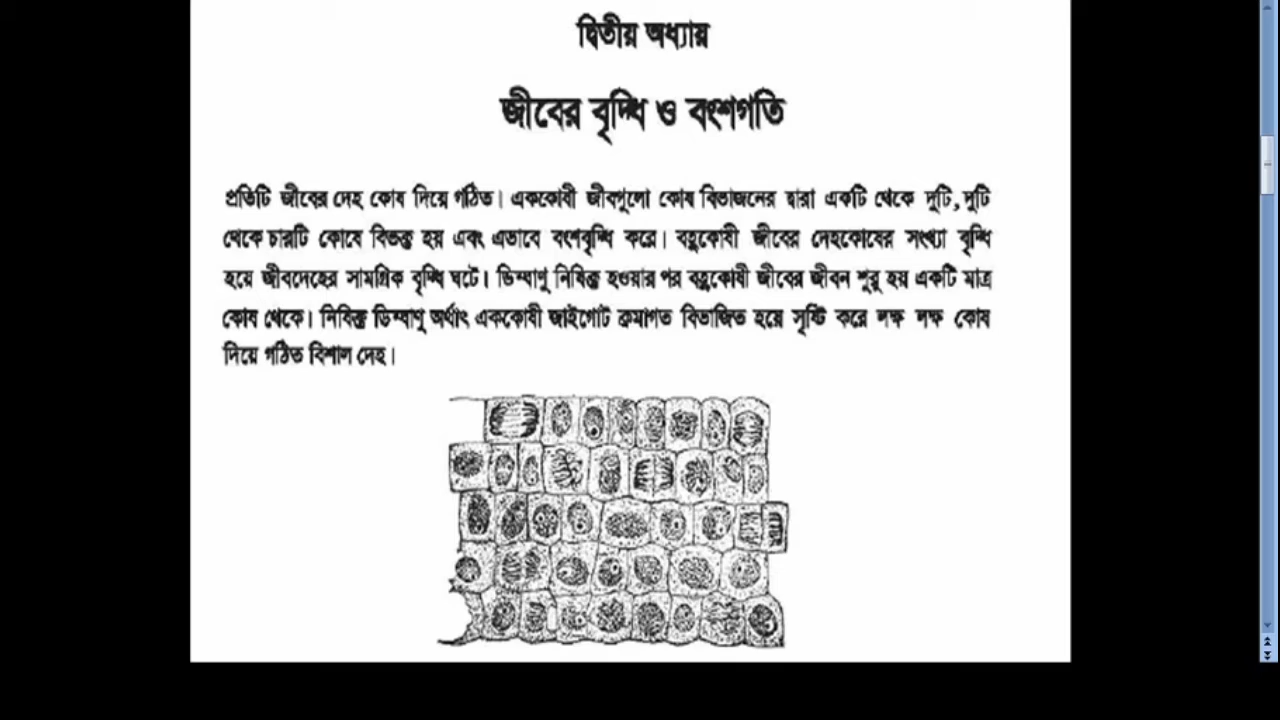 দ্বিতীয় অধ্যায়
জীবের বৃদ্ধি ও বংশগতি
প্রতিটি জীবের দেহ কোষ দিয়ে গঠিত। এককোষী জীবগুলো কোষ বিভাজনের দ্বারা একটি থেকে দুটি, দুটি
থেকে চারটি কোষে বিভক্ত হয় এবং এভাবে বংশবৃদ্ধি করে। বহুকোষী জীবের দেহকোষের সংখ্যা বৃদ্ধি
হয়ে জীবদেহের সামগ্রিক বৃদ্ধি ঘটে। ডিম্বাণু নিষিক্ত হওয়ার পর বহুকোষী জীবের জীবন শুরু হয় একটি মাত্র
কোষ থেকে। নিষিক্ত ডিম্বাণু অর্থাৎ এককোষী জাইগোট ক্রমাগত বিভাজিত হয়ে সৃষ্টি করে লক্ষ লক্ষ কোষ
দিয়ে গঠিত বিশাল দেহ।